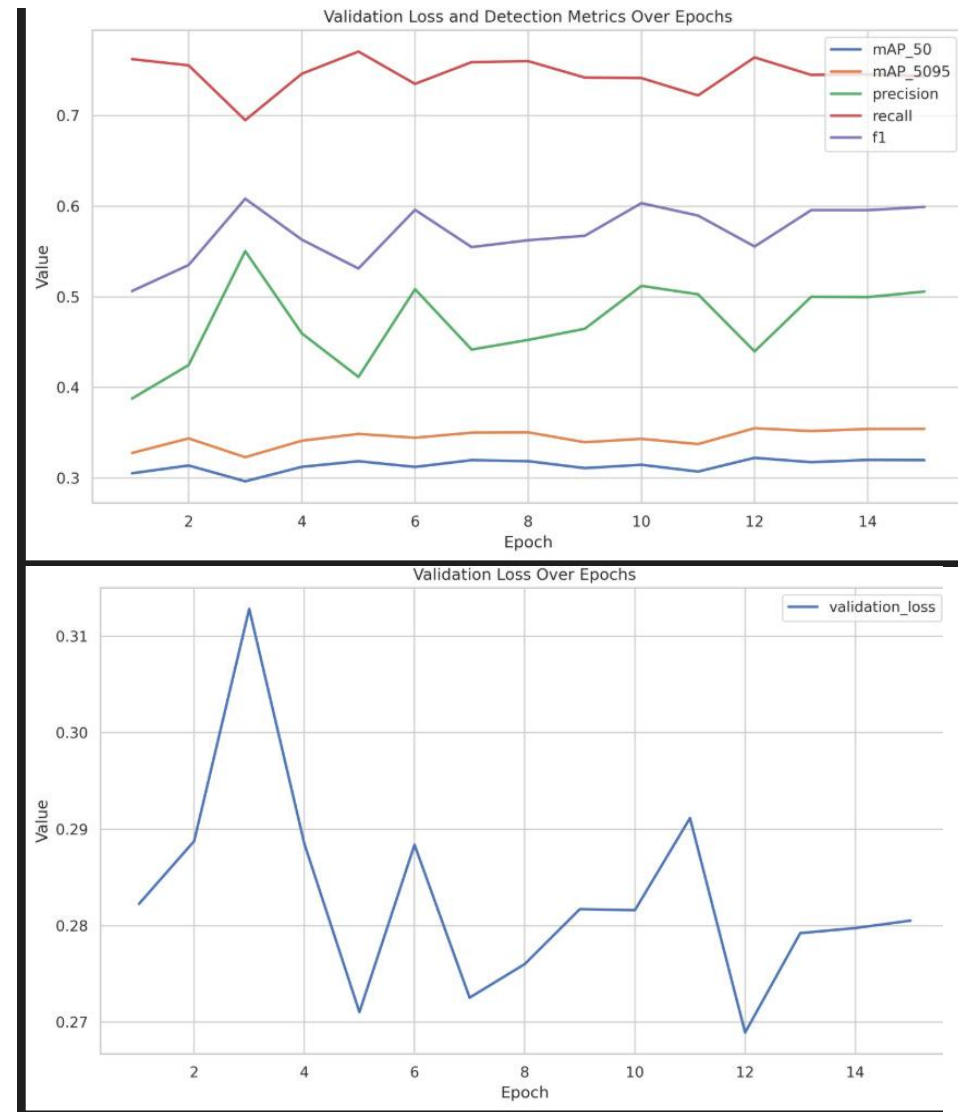 Validation Loss and Detection Metrics Over Epochs
mAP_50
mAP_5095
precision
recall
f1
0.7
0.6
0.5
0.4
0.3
Value
2 4 6 8 10 12 14
Epoch
Validation Loss Over Epochs
validation_loss
0.31
0.30
0.29
0.28
0.27
Value
2 4 6 8 10 12 14
Epoch